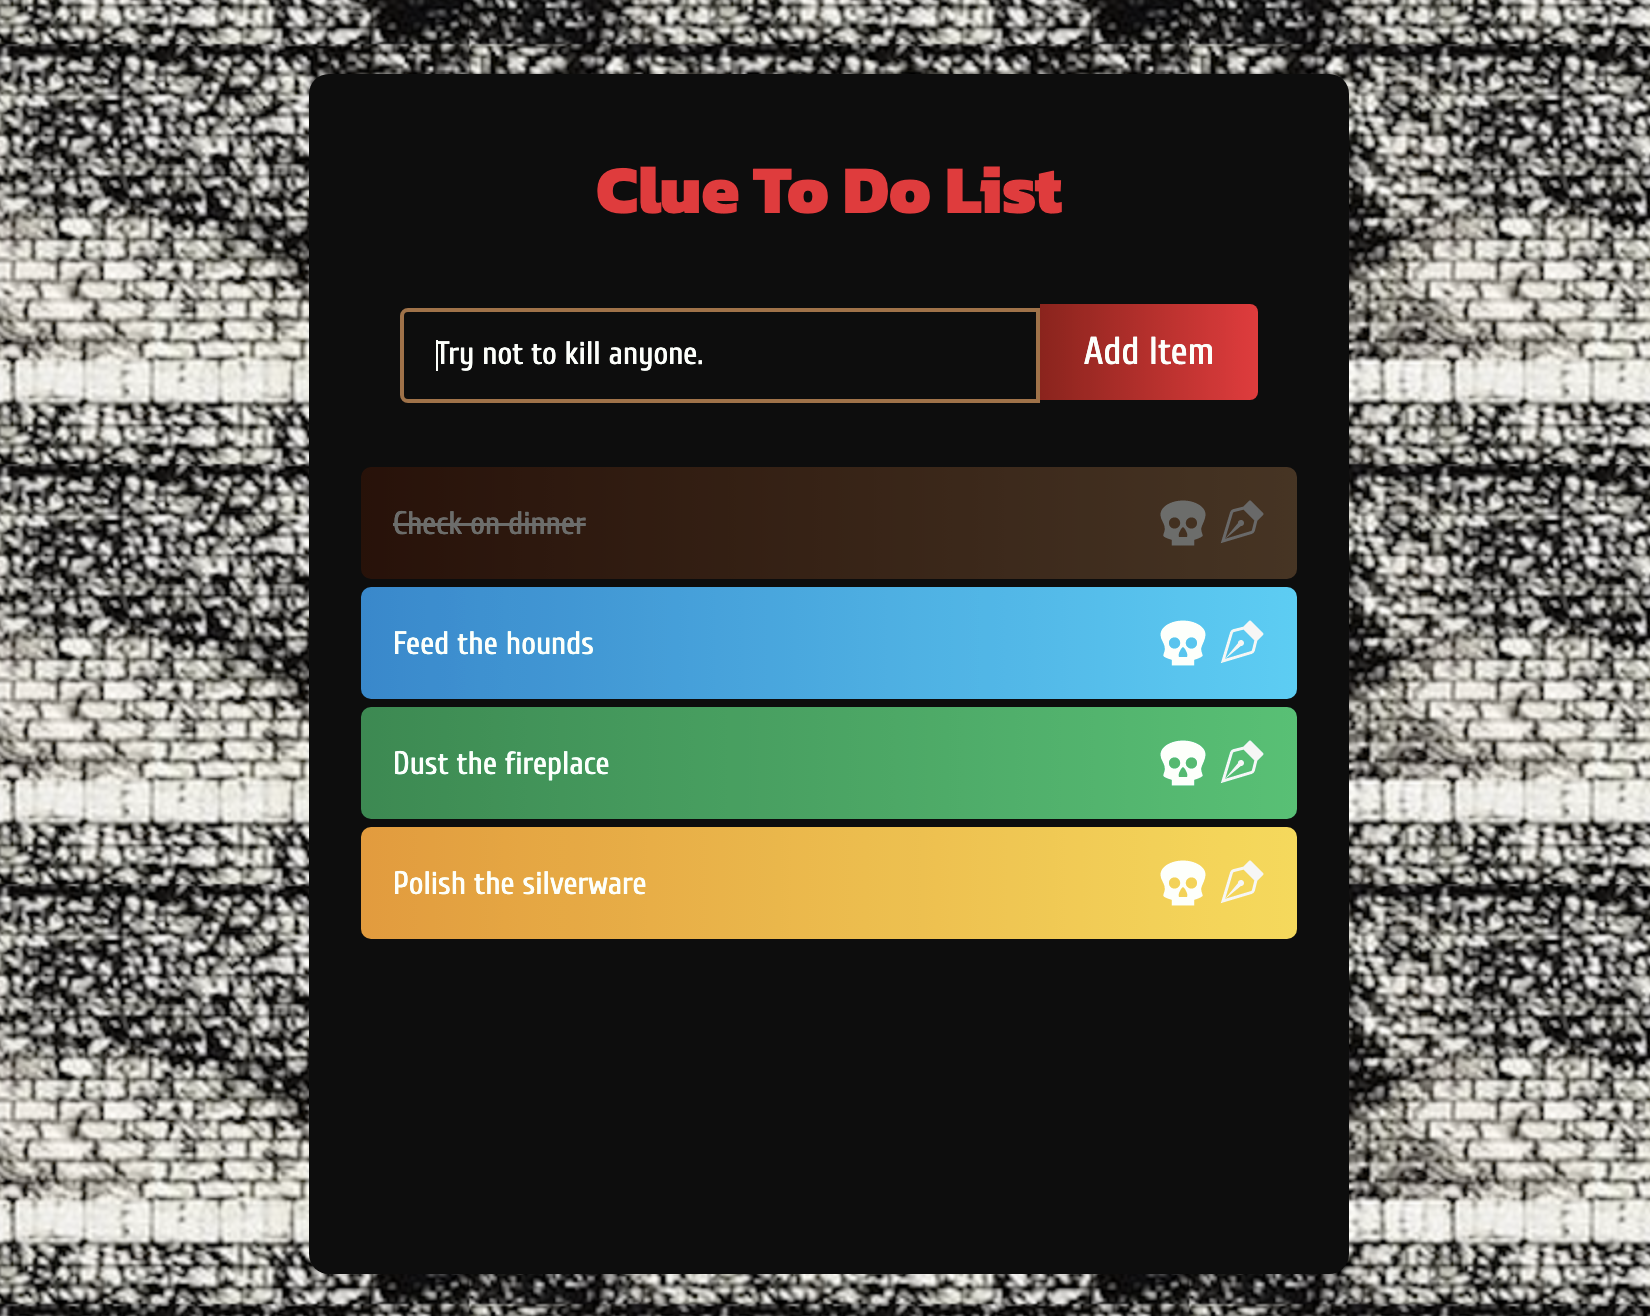 Clue To Do List
Try not to kill anyone.
Add Item
Check on dinner
Feed the hounds
Dust the fireplace
Polish the silverware